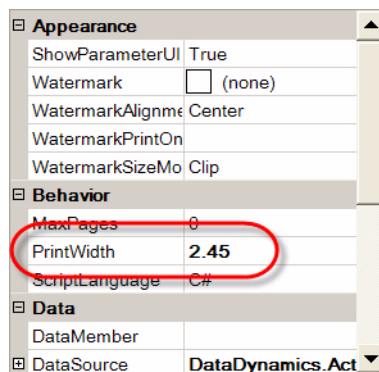 Appearance
ShowParameterUI True
Watermark (none)
WatermarkAlignme Center
WatermarkPrintOn
WatermarkSizeMo Clip
Behavior
MaxPages 0
PrintWidth 2.45
ScriptLanguage C#
Data
DataMember
DataSource DataDynamics.Act